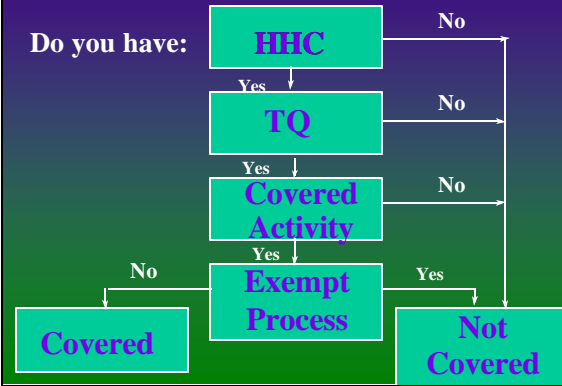 Do you have:
HHC
No
Yes
TQ
No
Yes
Covered
Activity
No
Yes
No
Exempt
Process
Yes
Covered
Not
Covered